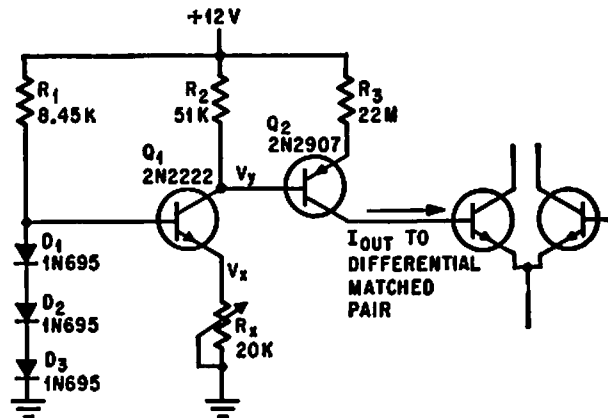 +12V
R1
8.45K
R2
51K
R3
22M
Q1
2N2222
Q2
2N2907
Vy
Vx
D1
1N695
D2
1N695
D3
1N695
Rx
20K
IOUT TO
DIFFERENTIAL
MATCHED
PAIR